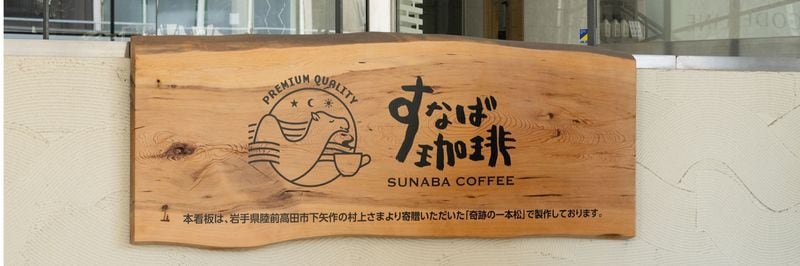 PREMIUM QUALITY
すなば
珈琲
SUNABA COFFEE
本看板は、岩手県陸前高田市下矢作の村上さまより寄贈いただいた「奇跡の一本松」で製作しております。